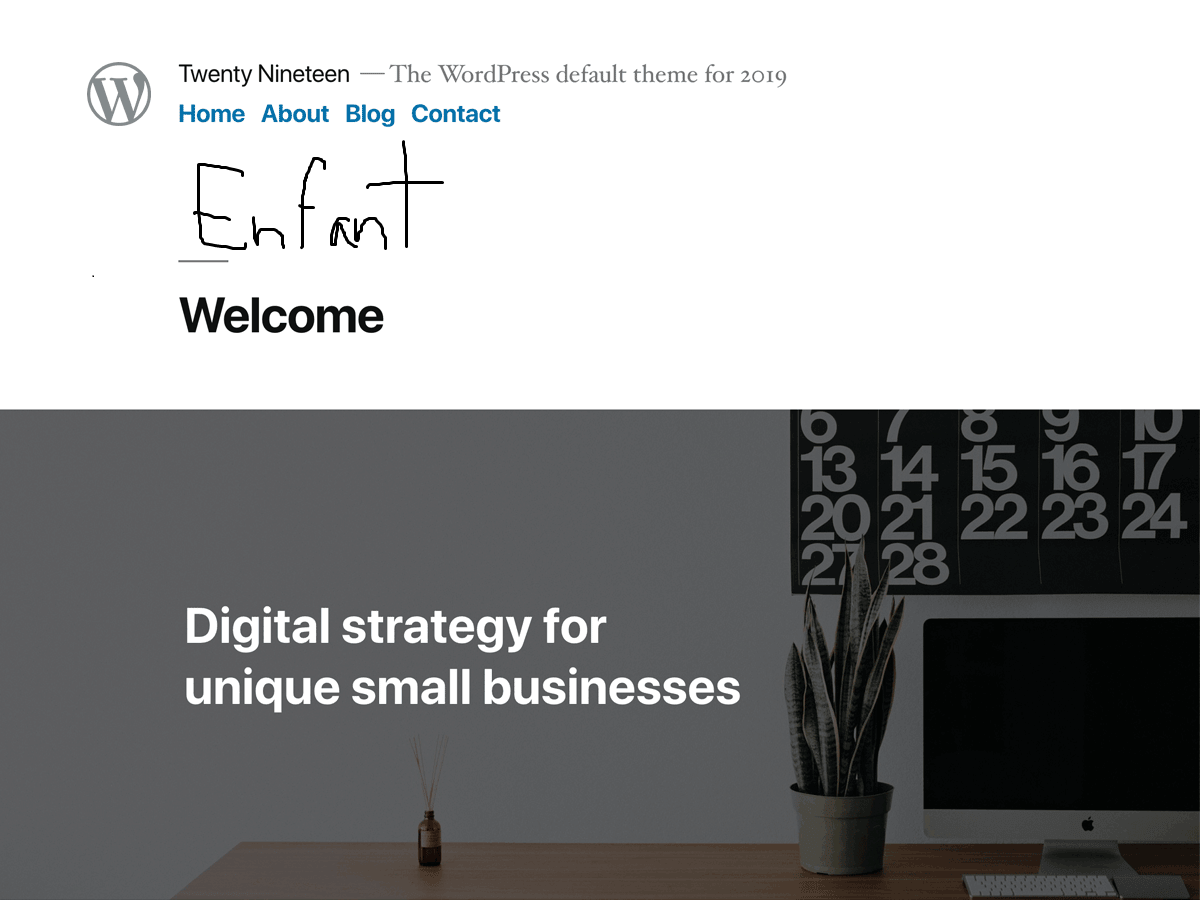 Twenty Nineteen — The WordPress default theme for 2019
Home About Blog Contact
Enfant
Welcome
6 7 8 9 10
13 14 15 16 17
20 21 22 23 24
27 28
Digital strategy for
unique small businesses